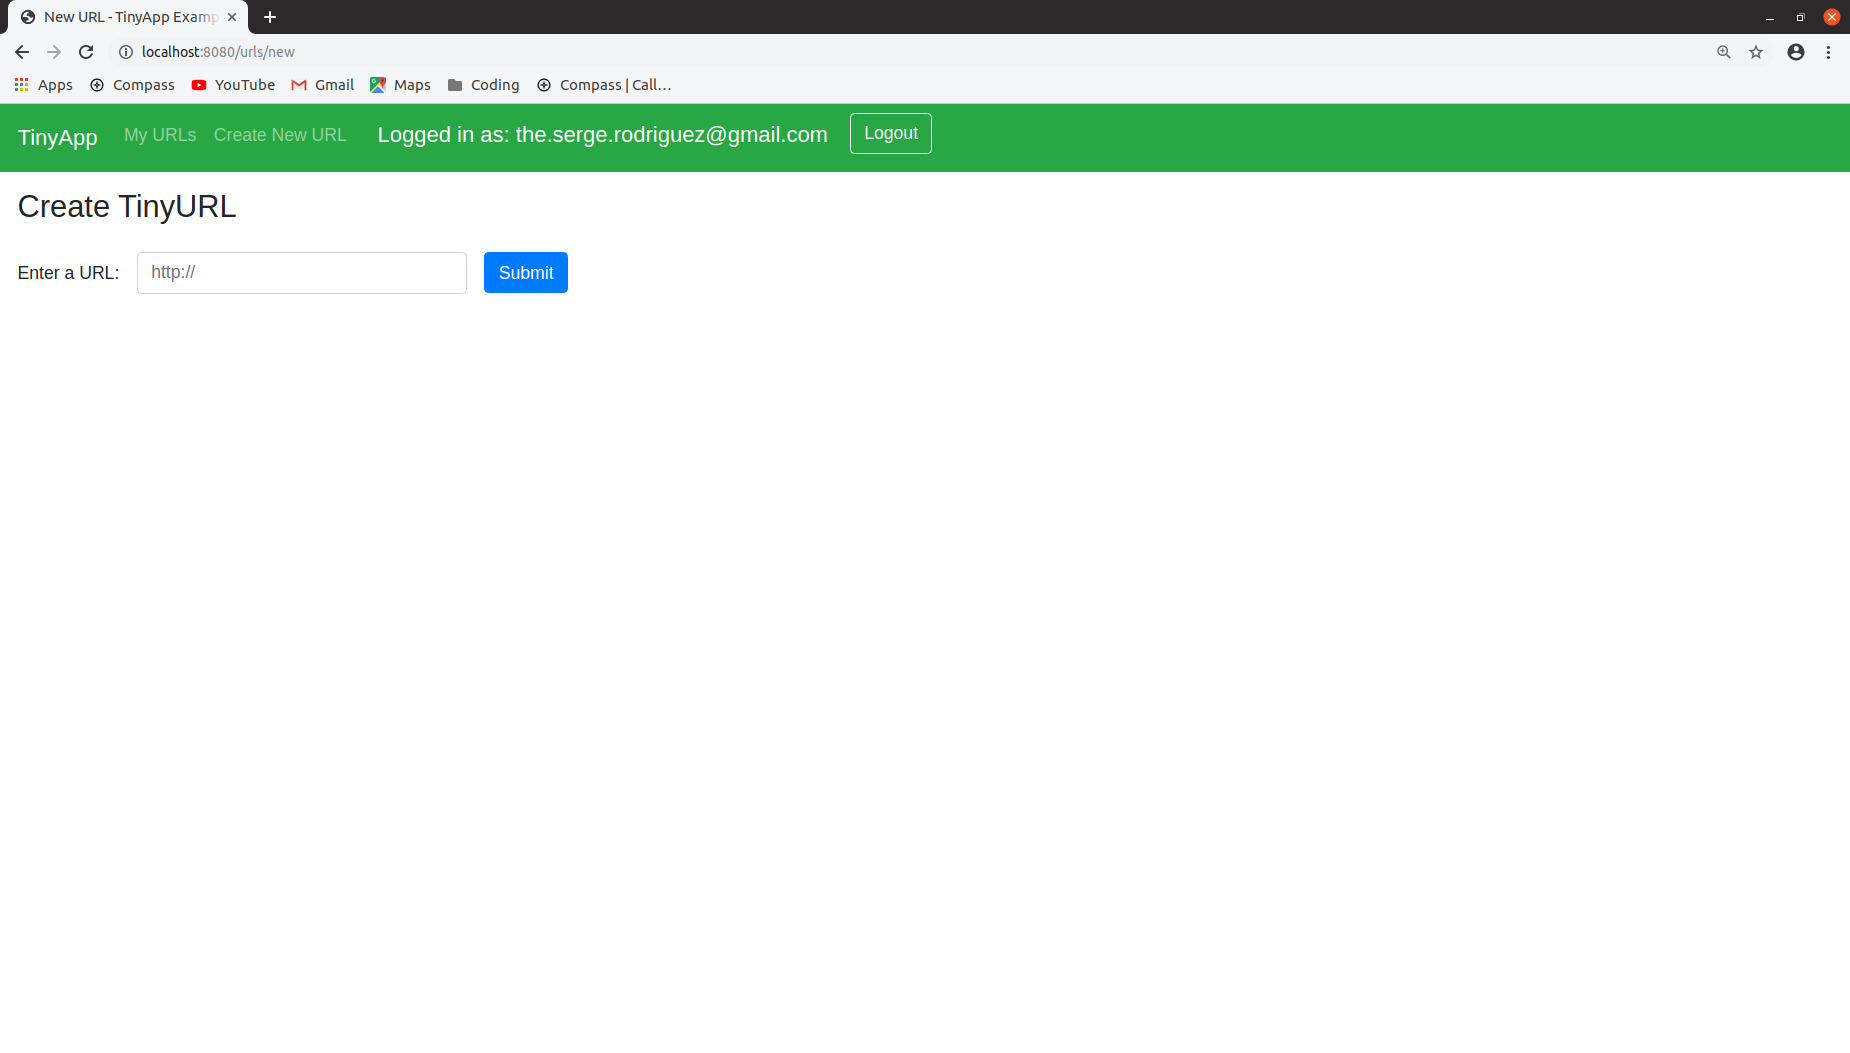 New URL - TinyApp Examp
localhost:8080/urls/new
Apps Compass YouTube Gmail Maps Coding Compass | Call...
TinyApp My URLs Create New URL Logged in as: the.serge.rodriguez@gmail.com Logout
Create TinyURL
Enter a URL: http:// Submit